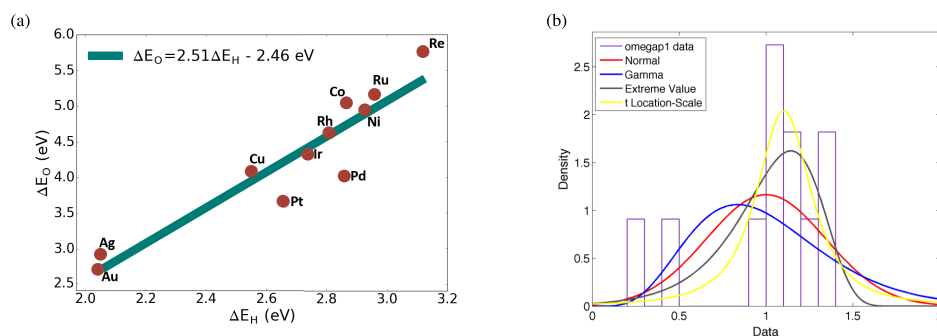 (a)
ΔE_O=2.51ΔE_H - 2.46 eV
ΔE_O (eV)
6.0
5.5
5.0
4.5
4.0
3.5
3.0
2.5
Re
Ru
Co
Ni
Rh
Ir
Cu
Pd
Pt
Ag
Au
2.0 2.2 2.4 2.6 2.8 3.0 3.2
ΔE_H (eV)
(b)
omegap1 data
Normal
Gamma
Extreme Value
t Location-Scale
Density
2.5
2
1.5
1
0.5
0
0 0.5 1 1.5
Data